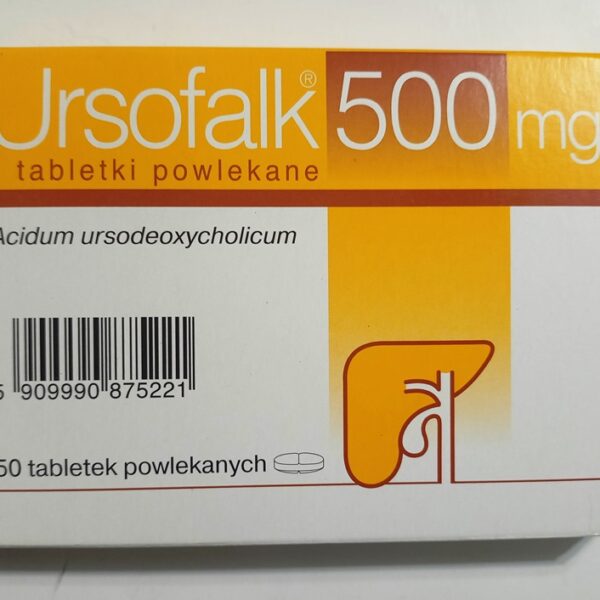 Ursofalk® 500 mg
tabletki powlekane
Acidum ursodeoxycholicum
5 909990 875221
50 tabletek powlekanych